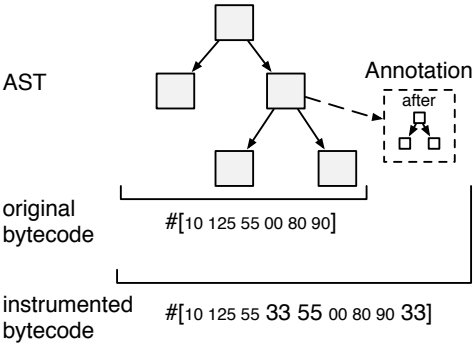 Annotation
AST
after
original
bytecode
#[10 125 55 00 80 90]
instrumented
bytecode
#[10 125 55 33 55 00 80 90 33]